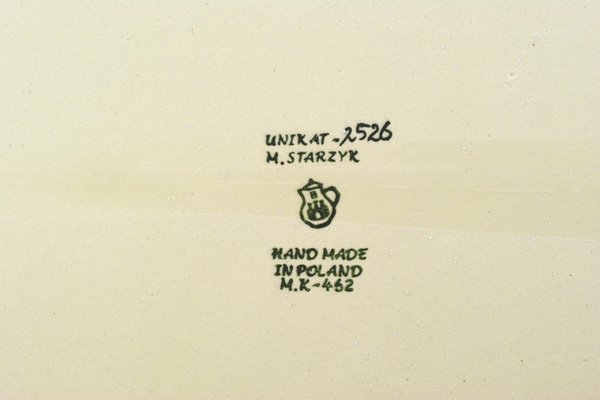 UNIKAT-2526
M. STARZYK
B
HAND MADE
IN POLAND
M.K-462